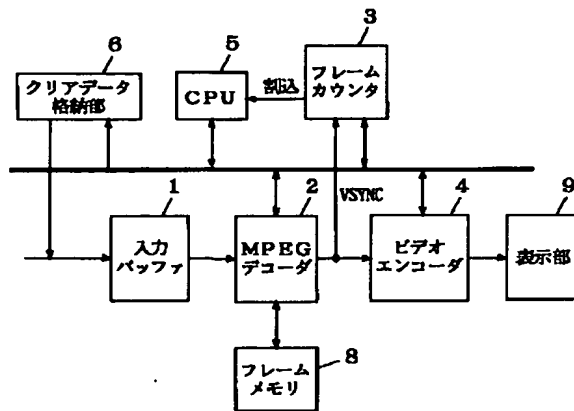 6
クリアデータ
格納部
5
CPU
割込
3
フレーム
カウンタ
1
入力
バッファ
2
MPEG
デコーダ
VSYNC
4
ビデオ
エンコーダ
9
表示部
フレーム
メモリ
8